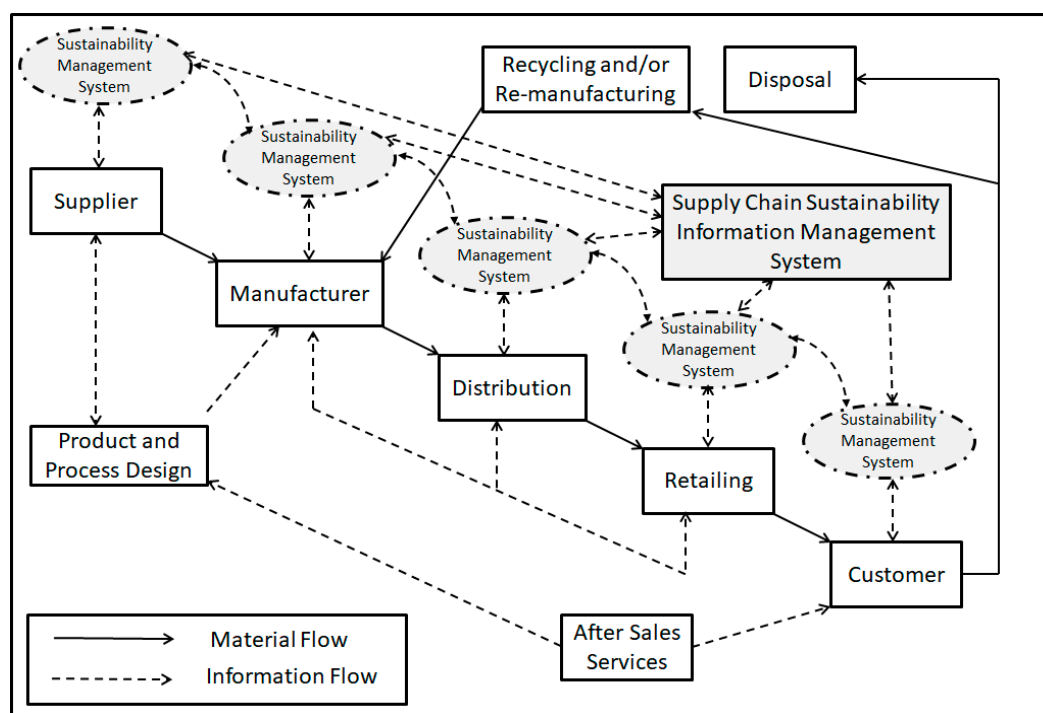 Sustainability
Management
System
Recycling and/or
Re-manufacturing
Disposal
Sustainability
Management
System
Supplier
Supply Chain Sustainability
Information Management
System
Sustainability
Management
System
Manufacturer
Sustainability
Management
System
Distribution
Sustainability
Management
System
Product and
Process Design
Retailing
Customer
After Sales
Services
Material Flow
Information Flow